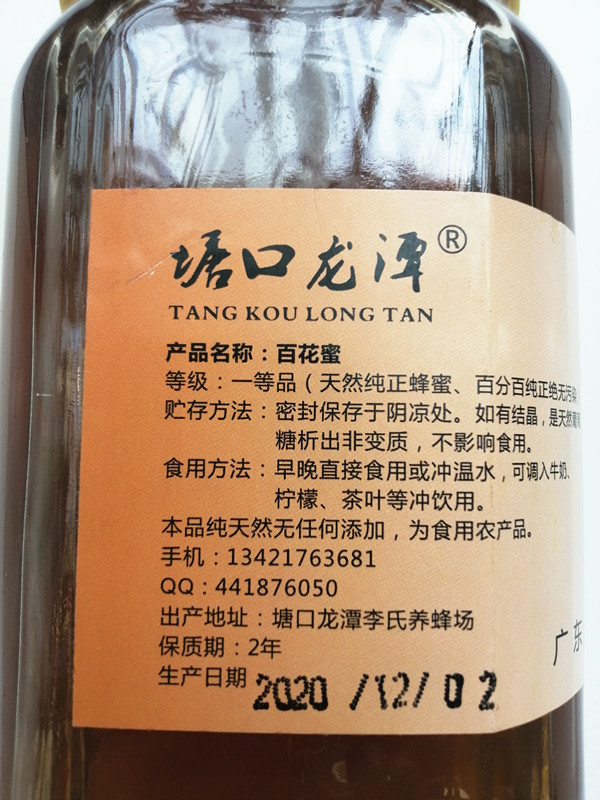 塘口龙潭®
TANG KOU LONG TAN
产品名称：百花蜜
等级：一等品（天然纯正蜂蜜、百分百纯正绝无污染
贮存方法：密封保存于阴凉处。如有结晶，是天然葡萄
糖析出非变质，不影响食用。
食用方法：早晚直接食用或冲温水，可调入牛奶、
柠檬、茶叶等冲饮用。
本品纯天然无任何添加，为食用农产品。
手机：13421763681
QQ：441876050
出产地址：塘口龙潭李氏养蜂场
保质期：2年
生产日期 2020/12/02
广东